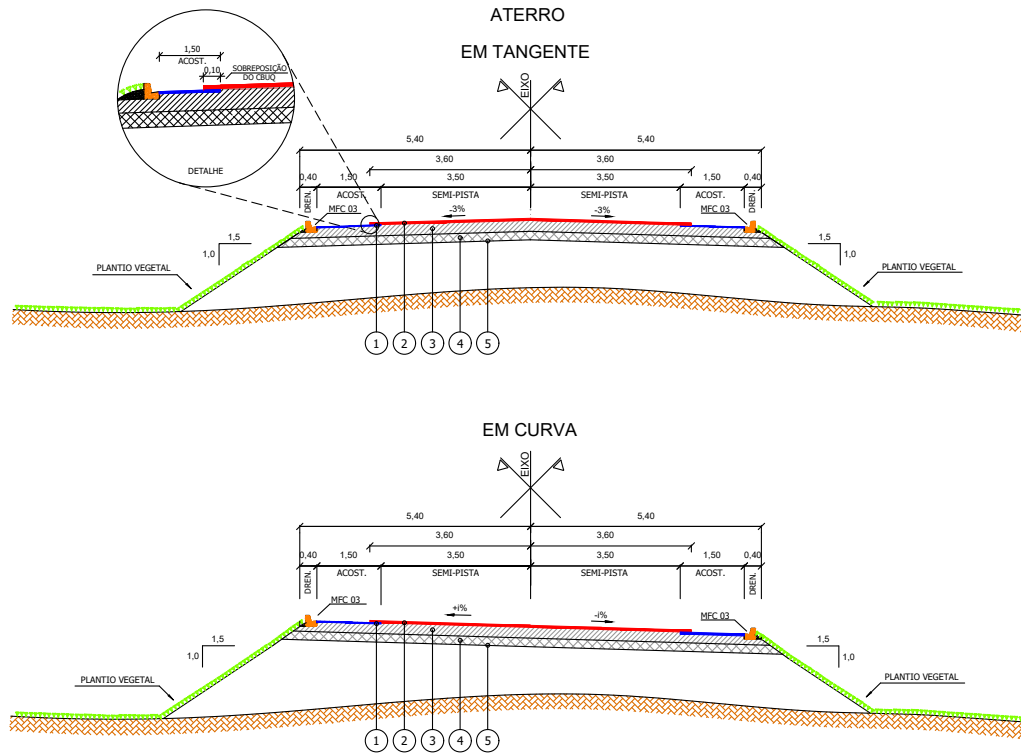 ATERRO
EM TANGENTE
1,50
ACOST.
0,10
SOBREPOSIÇÃO
DO CBUQ
DETALHE
EIXO
5,40
5,40
3,60
3,60
0,40
1,50
3,50
3,50
1,50
0,40
DREN.
ACOST.
SEMI-PISTA
SEMI-PISTA
ACOST.
DREN.
MFC 03
-3%
-3%
MFC 03
1,5
1,0
1,5
1,0
PLANTIO VEGETAL
PLANTIO VEGETAL
1
2
3
4
5
EM CURVA
EIXO
5,40
5,40
3,60
3,60
0,40
1,50
3,50
3,50
1,50
0,40
DREN.
ACOST.
SEMI-PISTA
SEMI-PISTA
ACOST.
DREN.
MFC 03
+i%
-i%
MFC 03
1,5
1,0
1,5
1,0
PLANTIO VEGETAL
PLANTIO VEGETAL
1
2
3
4
5